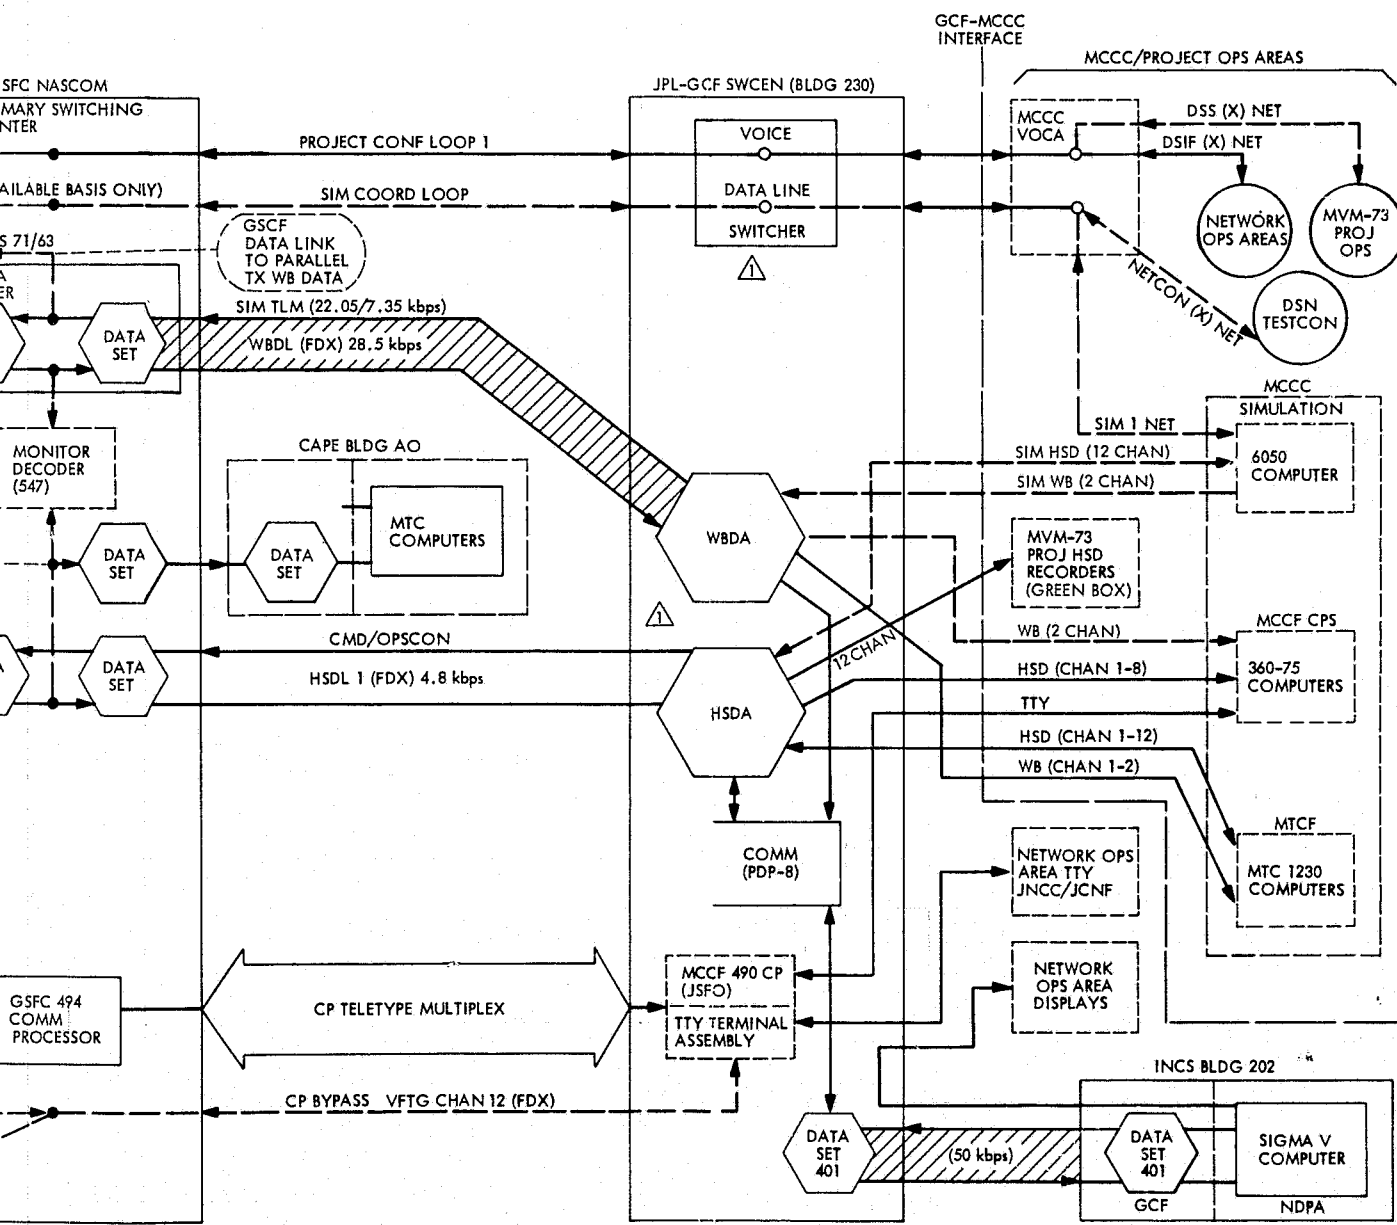 GCF-MCCC
INTERFACE
MCCC/PROJECT OPS AREAS
SFC NASCOM
MARY SWITCHING
NTER
JPL-GCF SWCEN (BLDG 230)
VOICE
DATA LINE
SWITCHER
1
MCCC
VOCA
DSS (X) NET
DSIF (X) NET
PROJECT CONF LOOP 1
AILABLE BASIS ONLY)
SIM COORD LOOP
NETWORK
OPS AREAS
MVM-73
PROJ
OPS
DSN
TESTCON
NETCON (X) NET
S 71/63
GSCF
DATA LINK
TO PARALLEL
TX WB DATA
A
ER
DATA
SET
SIM TLM (22.05/7.35 kbps)
WBDL (FDX) 28.5 kbps
MCCC
SIMULATION
6050
COMPUTER
SIM 1 NET
SIM HSD (12 CHAN)
SIM WB (2 CHAN)
MONITOR
DECODER
(547)
CAPE BLDG AO
MTC
COMPUTERS
DATA
SET
DATA
SET
WBDA
MVM-73
PROJ HSD
RECORDERS
(GREEN BOX)
1
12CHAN
CMD/OPSCON
HSDL 1 (FDX) 4.8 kbps
A
DATA
SET
HSDA
WB (2 CHAN)
HSD (CHAN 1-8)
TTY
HSD (CHAN 1-12)
WB (CHAN 1-2)
MCCF CPS
360-75
COMPUTERS
MTCF
MTC 1230
COMPUTERS
COMM
(PDP-8)
NETWORK OPS
AREA TTY
JNCC/JCNF
NETWORK
OPS AREA
DISPLAYS
GSFC 494
COMM
PROCESSOR
CP TELETYPE MULTIPLEX
MCCF 490 CP
(JSFO)
TTY TERMINAL
ASSEMBLY
CP BYPASS VFTG CHAN 12 (FDX)
DATA
SET
401
(50 kbps)
INCS BLDG 202
DATA
SET
401
GCF
SIGMA V
COMPUTER
NDPA